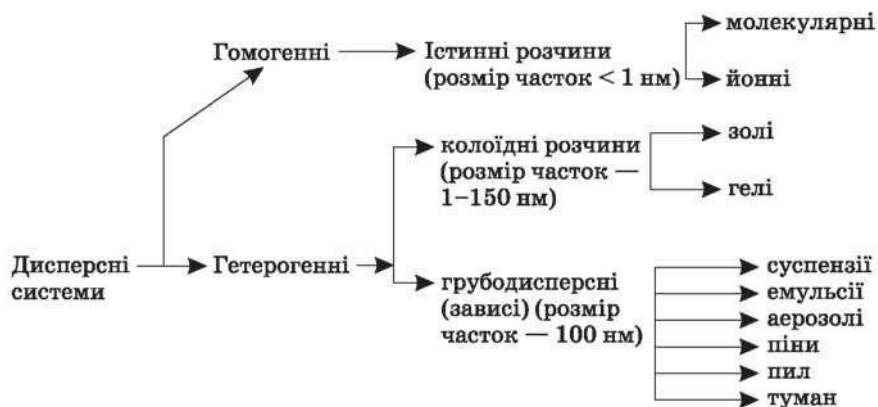 молекулярні
Гомогенні
Істинні розчини
(розмір часток < 1 нм)
йонні
колоїдні розчини
(розмір часток —
1–150 нм)
золі
гелі
Дисперсні
системи
Гетерогенні
грубодисперсні
(зависі) (розмір
часток — 100 нм)
суспензії
емульсії
аерозолі
піни
пил
туман